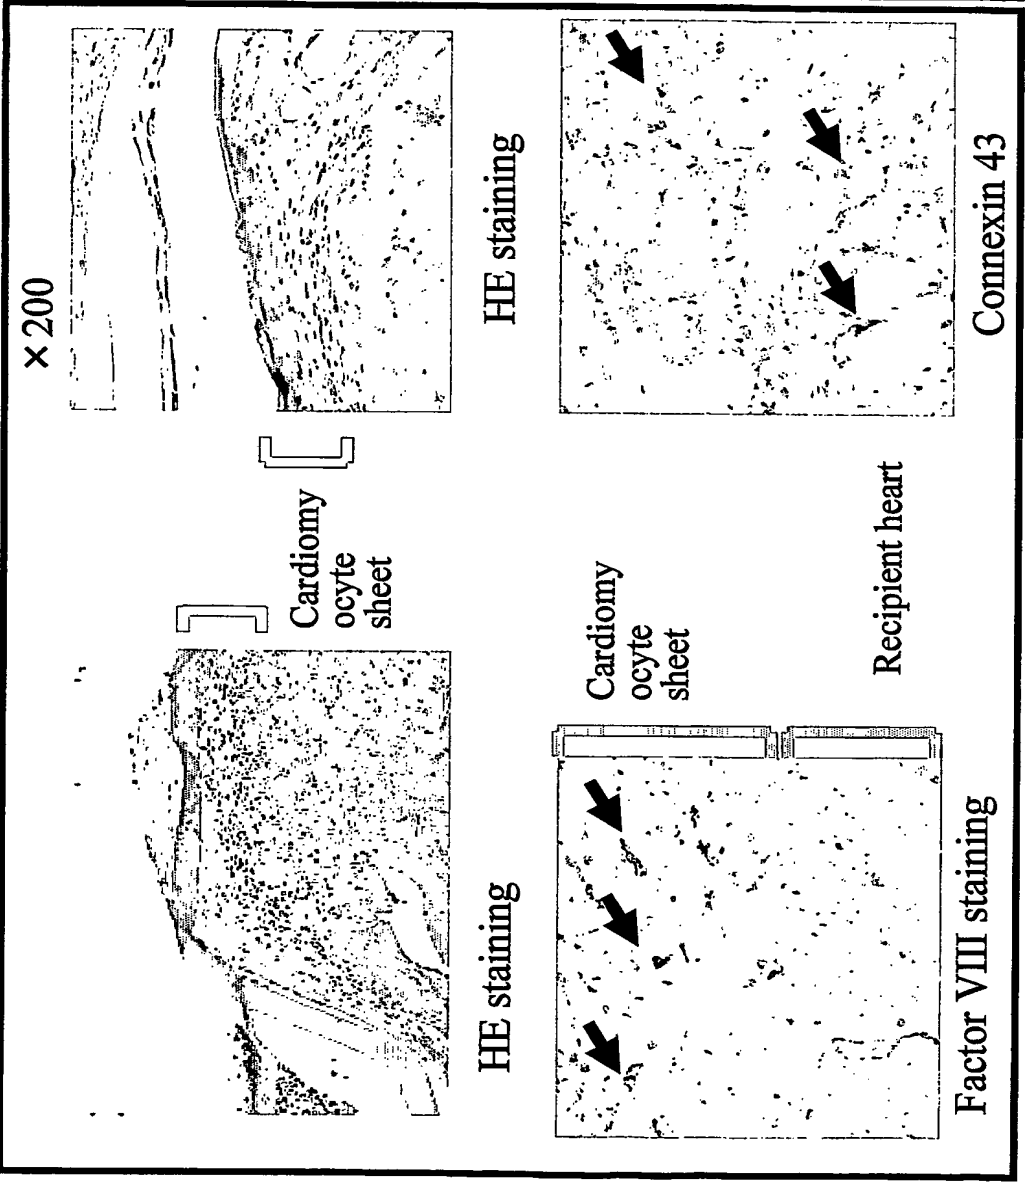 ×200
Cardiomy
ocyte
sheet
HE staining
HE staining
Cardiomy
ocyte
sheet
Recipient heart
Factor VIII staining
Connexin 43